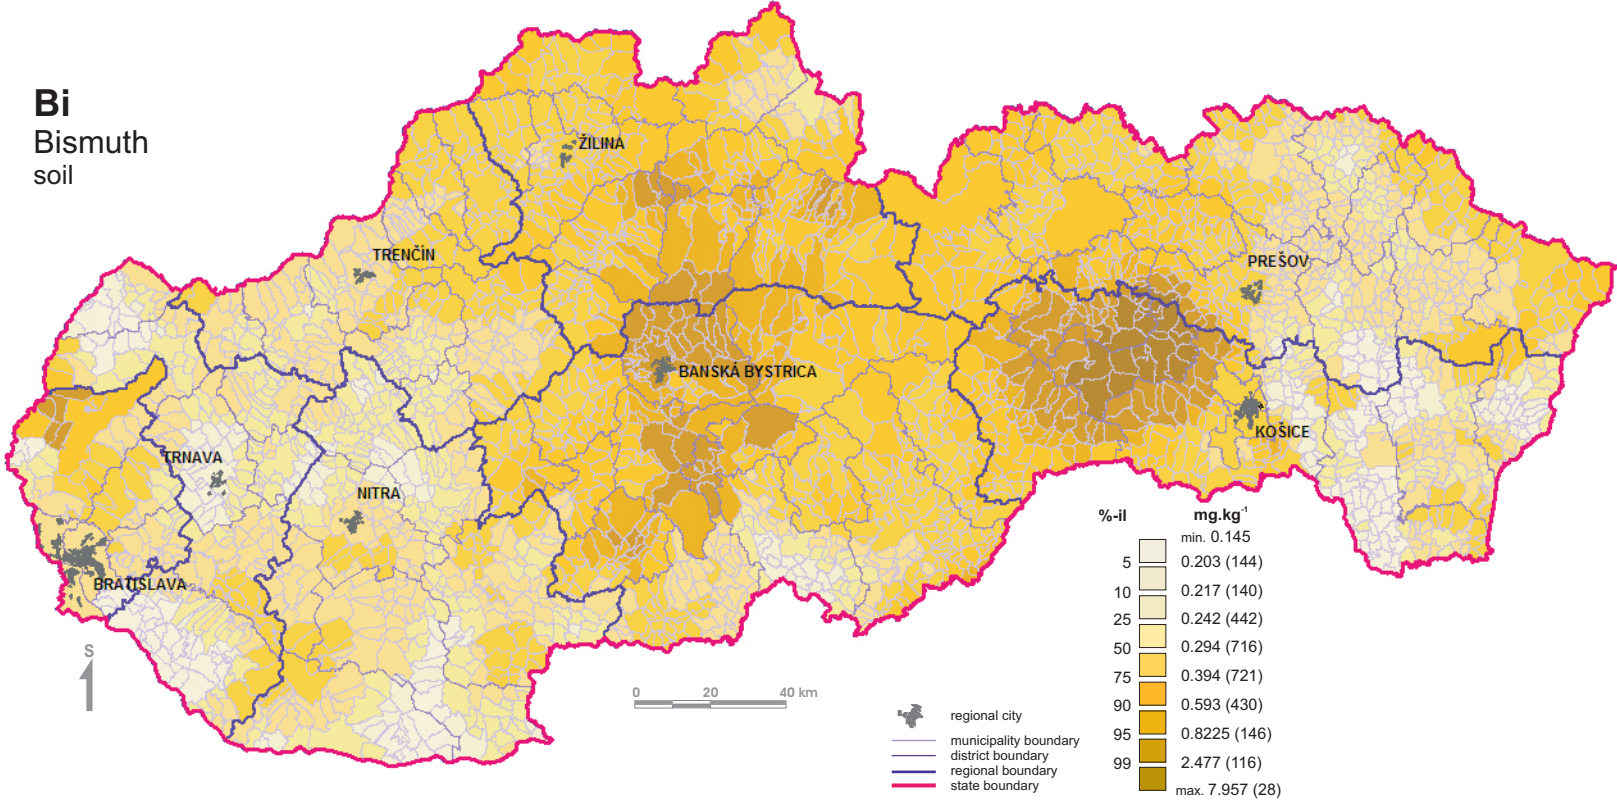 Bi
Bismuth
soil
ŽILINA
TRENČÍN
PREŠOV
BANSKÁ BYSTRICA
KOŠICE
TRNAVA
NITRA
BRATISLAVA
S
0 20 40 km
regional city
municipality boundary
district boundary
regional boundary
state boundary
%-il mg.kg⁻¹
min. 0.145
5 0.203 (144)
10 0.217 (140)
25 0.242 (442)
50 0.294 (716)
75 0.394 (721)
90 0.593 (430)
95 0.8225 (146)
99 2.477 (116)
max. 7.957 (28)